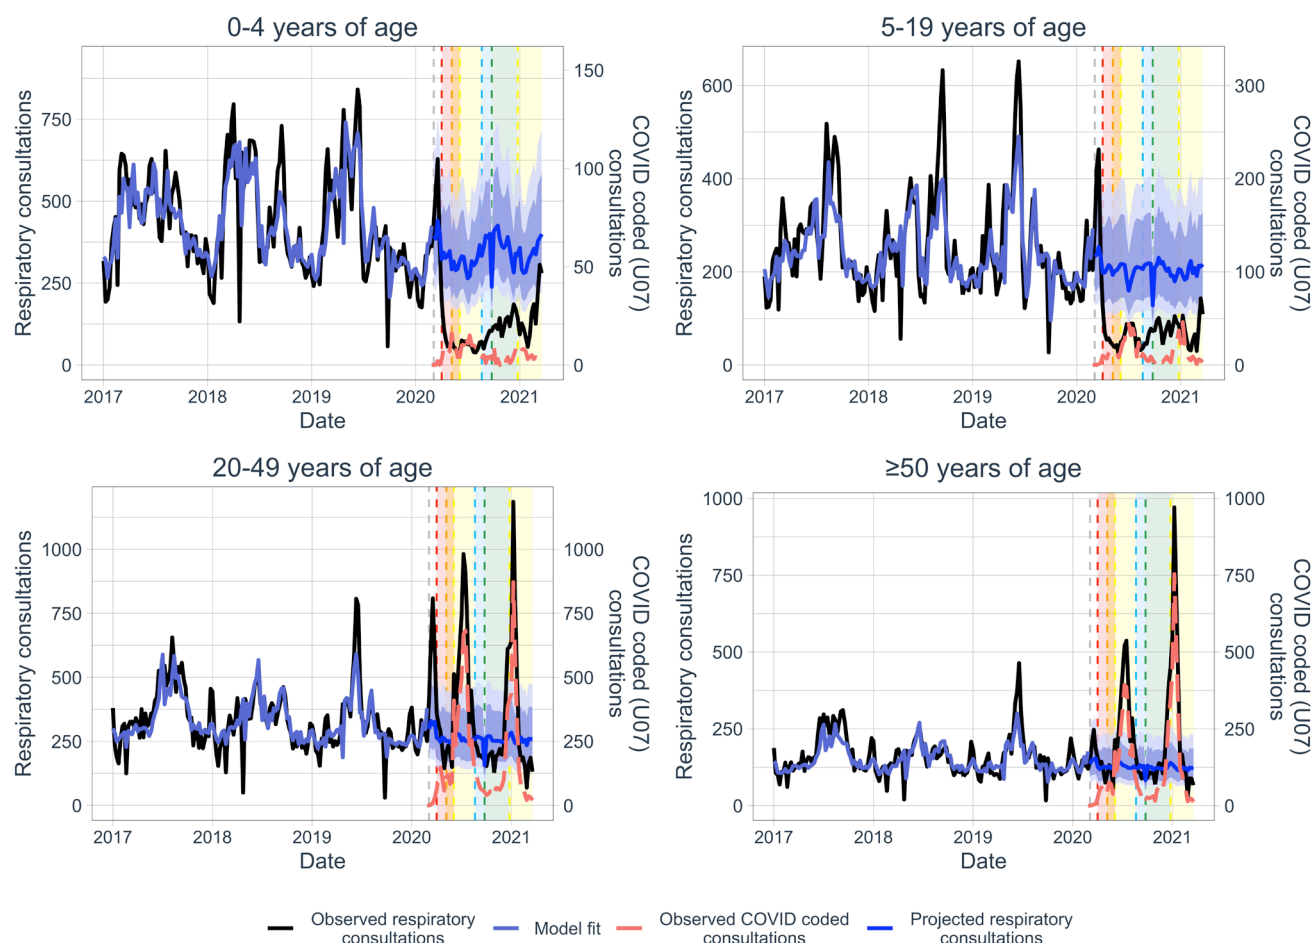 0-4 years of age
Respiratory consultations
750
500
250
0
150
100
50
0
COVID coded (U07)
consultations
2017 2018 2019 2020 2021
Date
5-19 years of age
Respiratory consultations
600
400
200
0
300
200
100
0
COVID coded (U07)
consultations
2017 2018 2019 2020 2021
Date
20-49 years of age
Respiratory consultations
1000
750
500
250
0
1000
750
500
250
0
COVID coded (U07)
consultations
2017 2018 2019 2020 2021
Date
≥50 years of age
Respiratory consultations
1000
750
500
250
0
1000
750
500
250
0
COVID coded (U07)
consultations
2017 2018 2019 2020 2021
Date
Observed respiratory
consultations
Model fit
Observed COVID coded
consultations
Projected respiratory
consultations